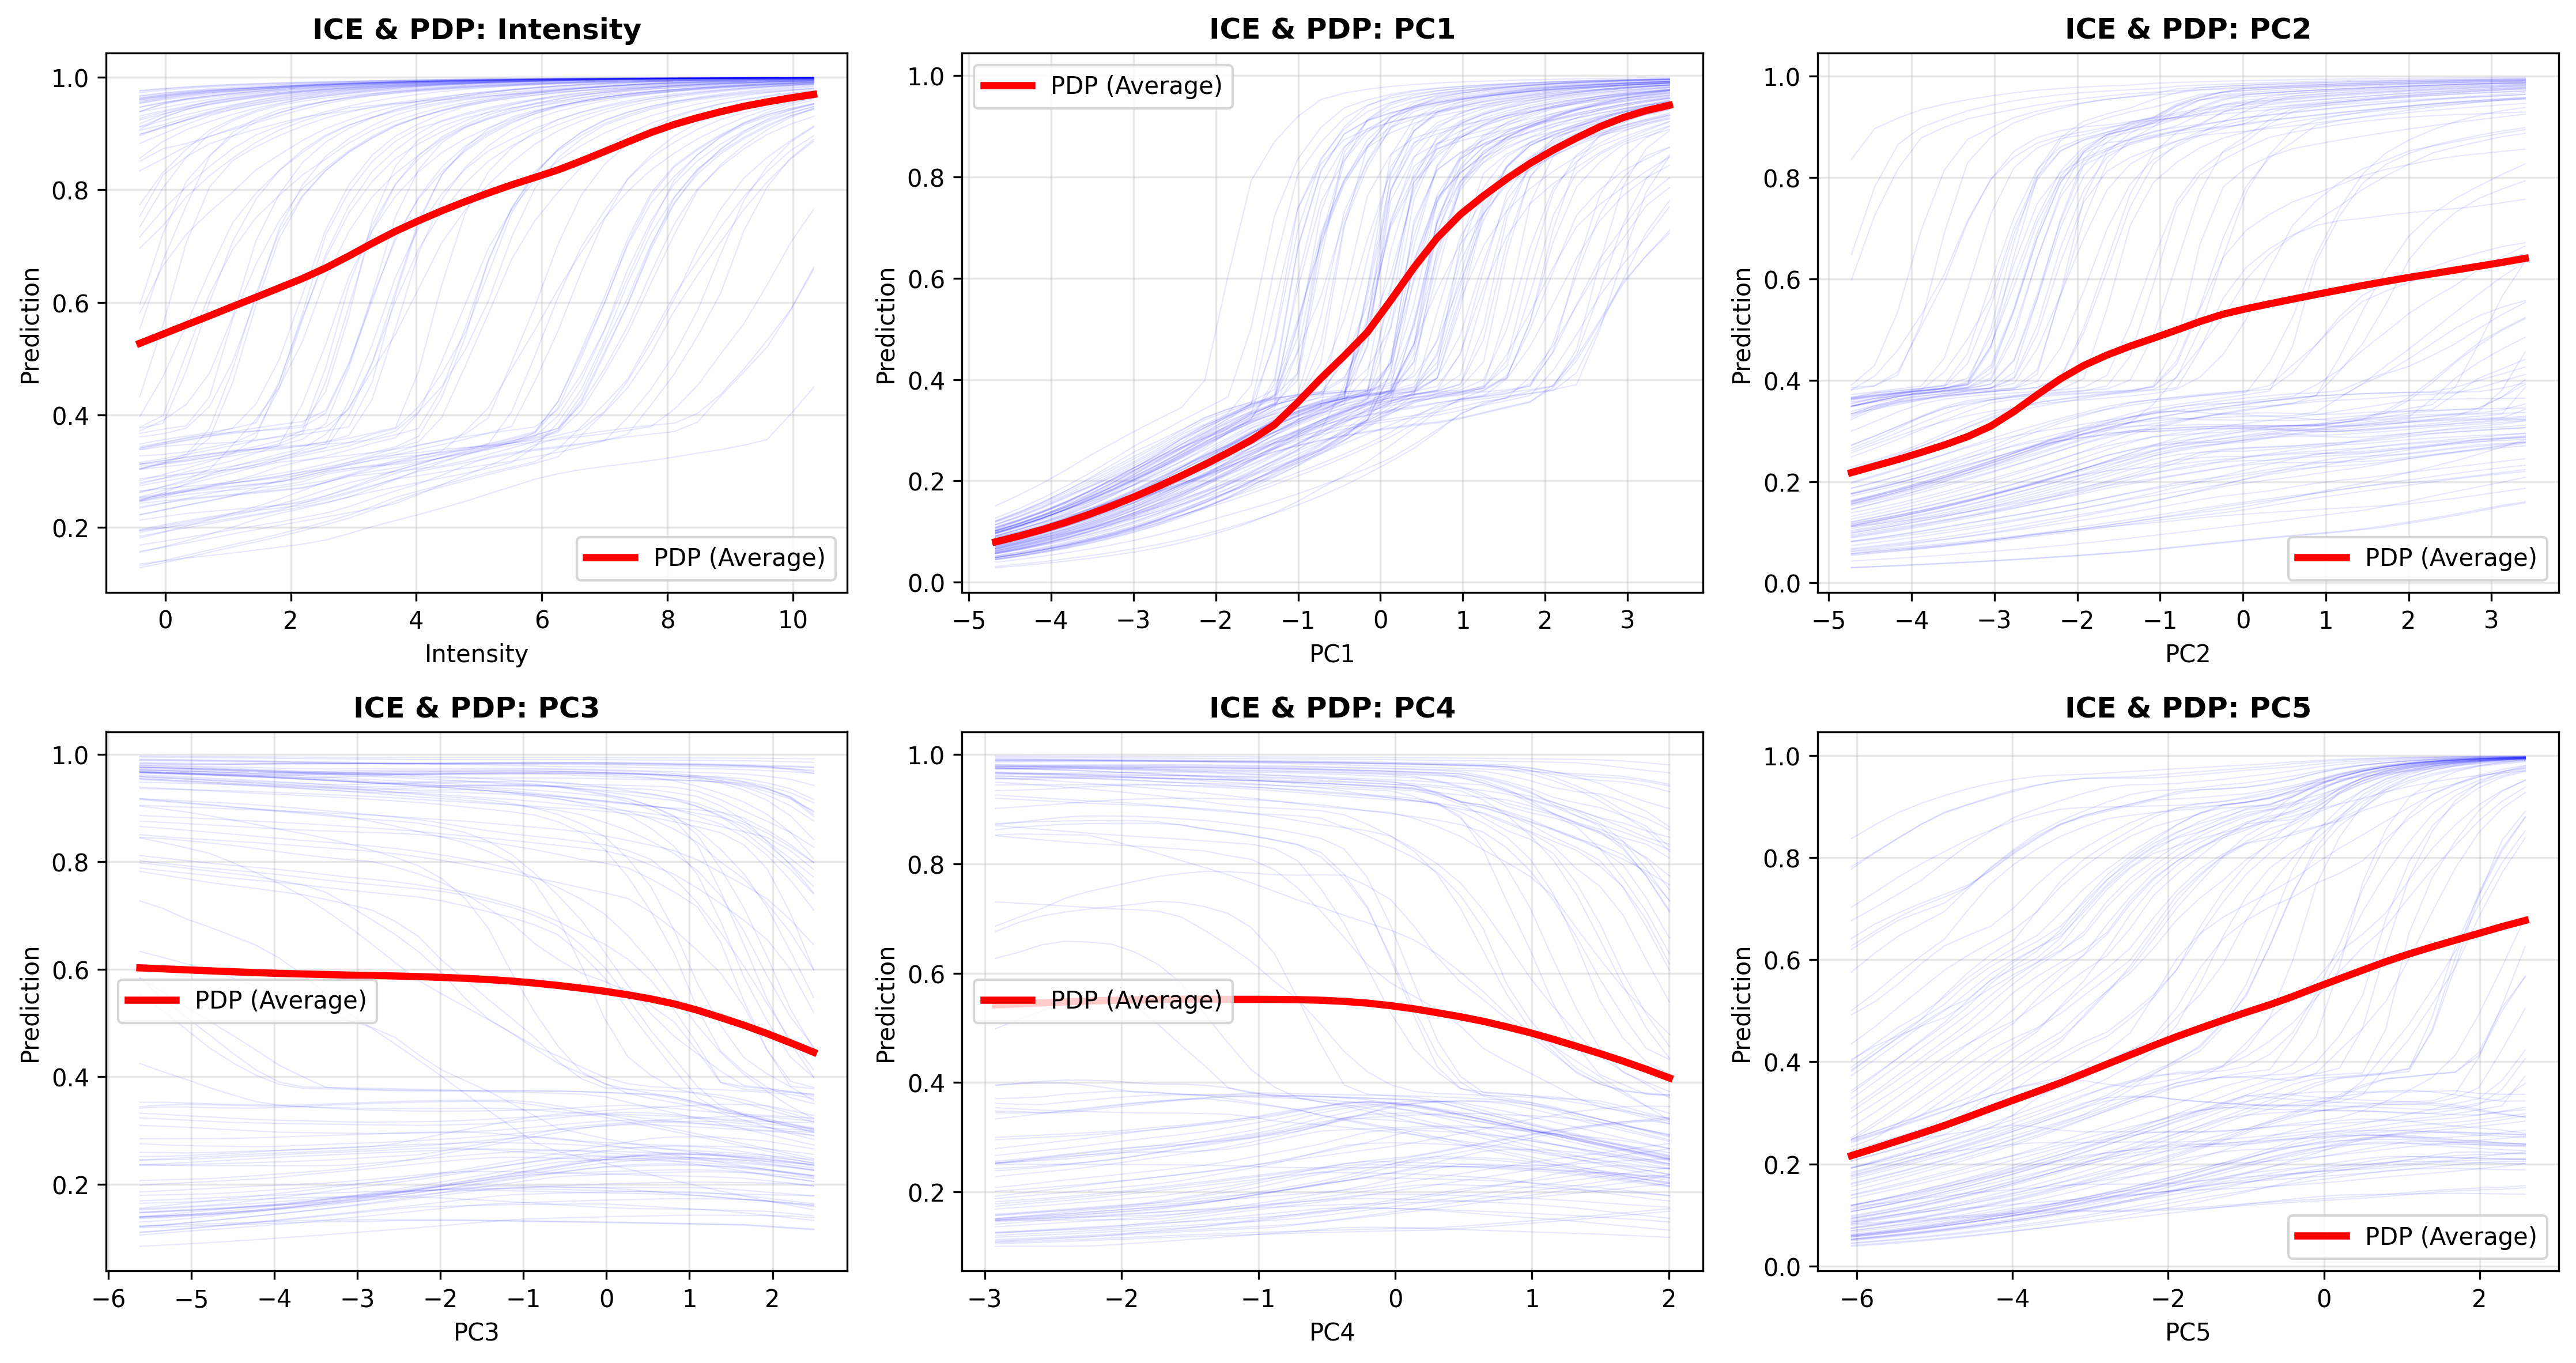 ICE & PDP: Intensity
Prediction
1.0
0.8
0.6
0.4
0.2
PDP (Average)
0 2 4 6 8 10
Intensity
ICE & PDP: PC1
Prediction
1.0
0.8
0.6
0.4
0.2
0.0
PDP (Average)
−5 −4 −3 −2 −1 0 1 2 3
PC1
ICE & PDP: PC2
Prediction
1.0
0.8
0.6
0.4
0.2
0.0
PDP (Average)
−5 −4 −3 −2 −1 0 1 2 3
PC2
ICE & PDP: PC3
Prediction
1.0
0.8
0.6
0.4
0.2
PDP (Average)
−6 −5 −4 −3 −2 −1 0 1 2
PC3
ICE & PDP: PC4
Prediction
1.0
0.8
0.6
0.4
0.2
PDP (Average)
−3 −2 −1 0 1 2
PC4
ICE & PDP: PC5
Prediction
1.0
0.8
0.6
0.4
0.2
0.0
PDP (Average)
−6 −4 −2 0 2
PC5